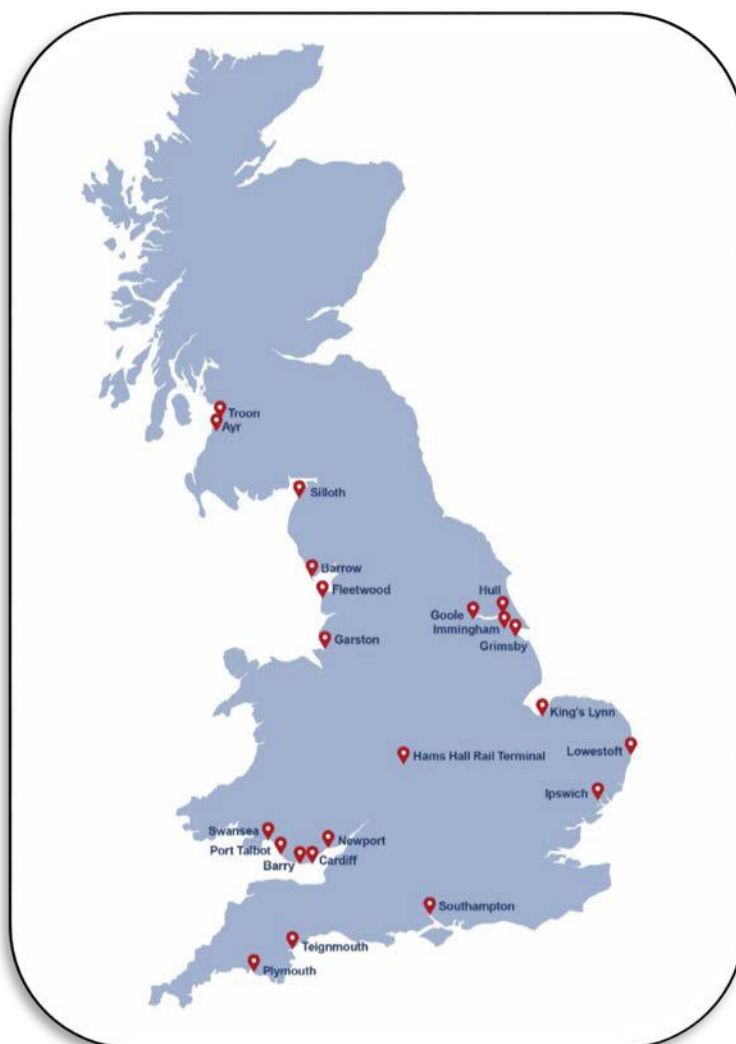 Troon
Ayr
Silloth
Barrow
Fleetwood
Hull
Goole
Immingham
Grimsby
Garston
King's Lynn
Lowestoft
Hams Hall Rail Terminal
Ipswich
Swansea
Newport
Port Talbot
Barry
Cardiff
Southampton
Teignmouth
Plymouth